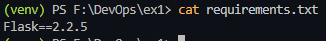 (venv) PS F:\DevOps\ex1> cat requirements.txt
Flask==2.2.5